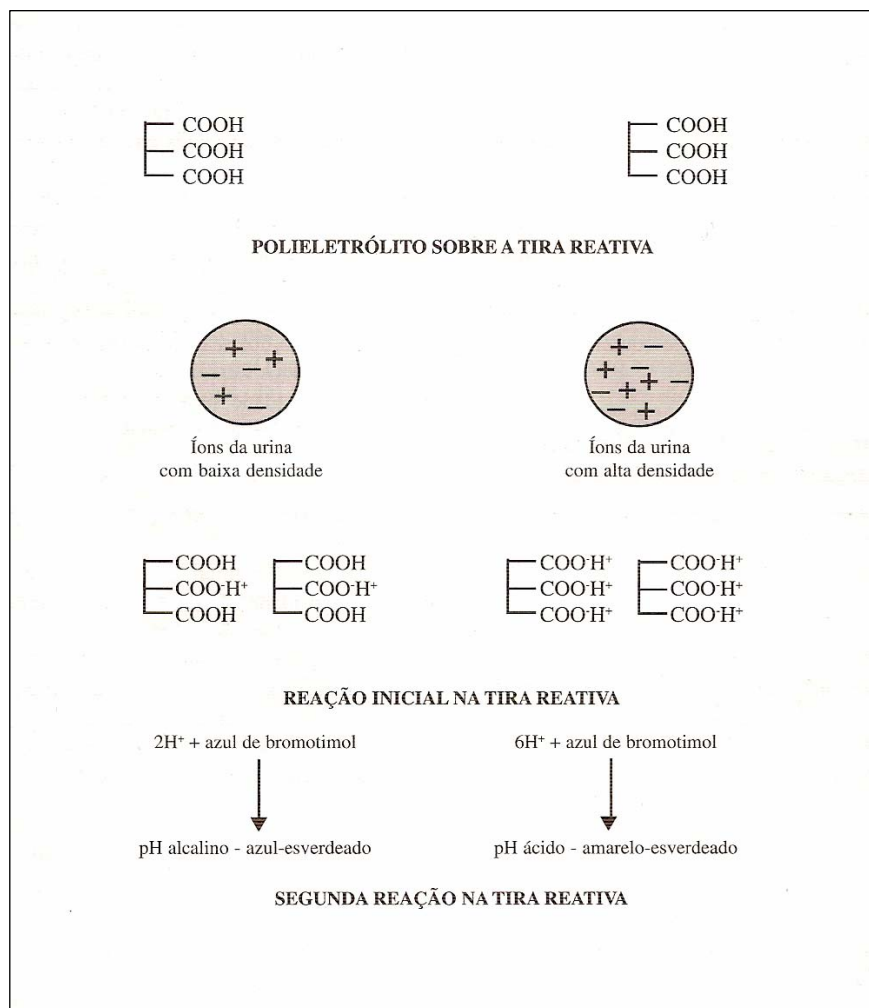 COOH COOH
COOH COOH
COOH COOH
POLIELETRÓLITO SOBRE A TIRA REATIVA
+ − + −
+ + − +
− − + + −
+ − − + −
− +
Íons da urina
com baixa densidade
Íons da urina
com alta densidade
COOH COOH COO⁻H⁺ COO⁻H⁺
COO⁻H⁺ COO⁻H⁺ COO⁻H⁺ COO⁻H⁺
COOH COOH COO⁻H⁺ COO⁻H⁺
REAÇÃO INICIAL NA TIRA REATIVA
2H⁺ + azul de bromotimol 6H⁺ + azul de bromotimol
pH alcalino - azul-esverdeado pH ácido - amarelo-esverdeado
SEGUNDA REAÇÃO NA TIRA REATIVA